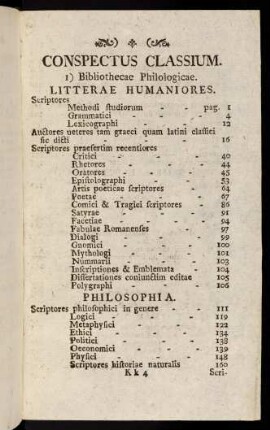 CONSPECTUS CLASSIUM.
1) Bibliothecae Philologicae.
LITTERAE HUMANIORES.
Scriptores
Methodi studiorum - - pag. 1
Grammatici - - 4
Lexicographi - - 12
Auctores veteres tam graeci quam latini classici
sic dicti - - 16
Scriptores praesertim recentiores
Critici - - 40
Rhetores - - 44
Oratores - - 45
Epistolographi - - 53
Artis poeticae scriptores - - 64
Poetae - - 67
Comici & Tragici scriptores - 86
Satyrae - - 91
Facetiae - - 94
Fabulae Romanenses - - 97
Dialogi - - 99
Gnomici - - 100
Mythologi - - 101
Nummarii - - 103
Inscriptiones & Emblemata - 104
Dissertationes coniunctim editae - 105
Polygraphi - - 106
PHILOSOPHIA.
Scriptores philosophici in genere - - 111
Logici - - 119
Metaphysici - - 122
Ethici - - 134
Politici - - 138
Oeconomici - - 139
Physici - - 148
Scriptores historiae naturalis - 160
Kk 4 Scri-